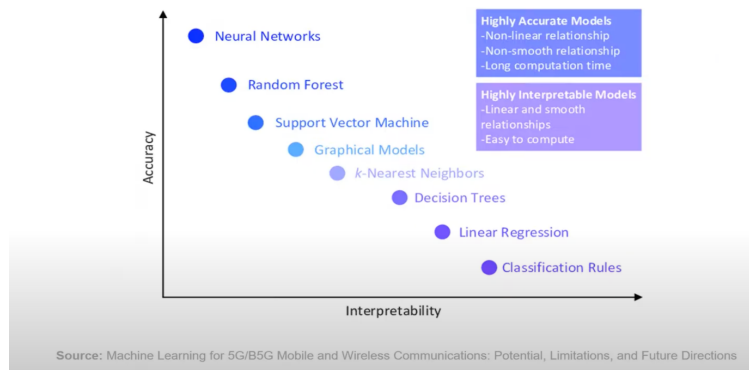 Neural Networks
Random Forest
Support Vector Machine
Graphical Models
k-Nearest Neighbors
Decision Trees
Linear Regression
Classification Rules
Highly Accurate Models
-Non-linear relationship
-Non-smooth relationship
-Long computation time
Highly Interpretable Models
-Linear and smooth
relationships
-Easy to compute
Accuracy
Interpretability
Source: Machine Learning for 5G/B5G Mobile and Wireless Communications: Potential, Limitations, and Future Directions